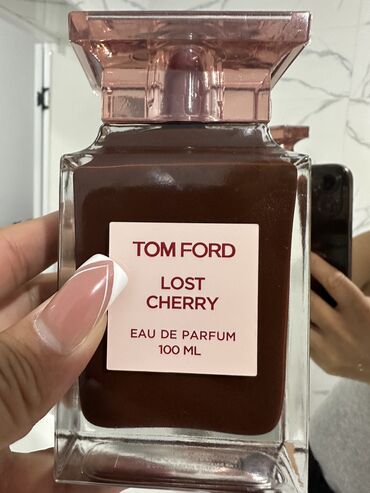 TOM FORD
LOST
CHERRY
EAU DE PARFUM
100 ML